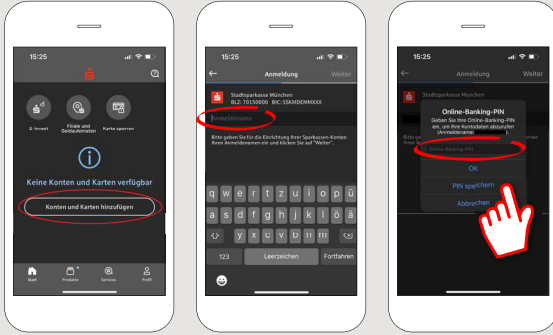 15:25
S-Invest
Filiale und
Geldautomaten
Karte sperren
Keine Konten und Karten verfügbar
Konten und Karten hinzufügen
Start
Produkte
Services
Profil
15:25
Anmeldung
Weiter
Stadtsparkasse München
BLZ: 70150000 BIC: SSKMDEMMXXX
Anmeldename
Bitte geben Sie für die Einrichtung Ihrer Sparkassen-Konten
Ihren Anmeldenamen ein und klicken Sie auf "Weiter".
q w e r t z u i o p ü
a s d f g h j k l ö ä
y x c v b n m
123
Leerzeichen
Fortfahren
15:25
Anmeldung
Weiter
Stadtsparkasse München
Online-Banking-PIN
Geben Sie Ihre Online-Banking-PIN
ein, um Ihre Kontodaten abzurufen
(Anmeldename: ).
Online-Banking-PIN
OK
PIN speichern
Abbrechen